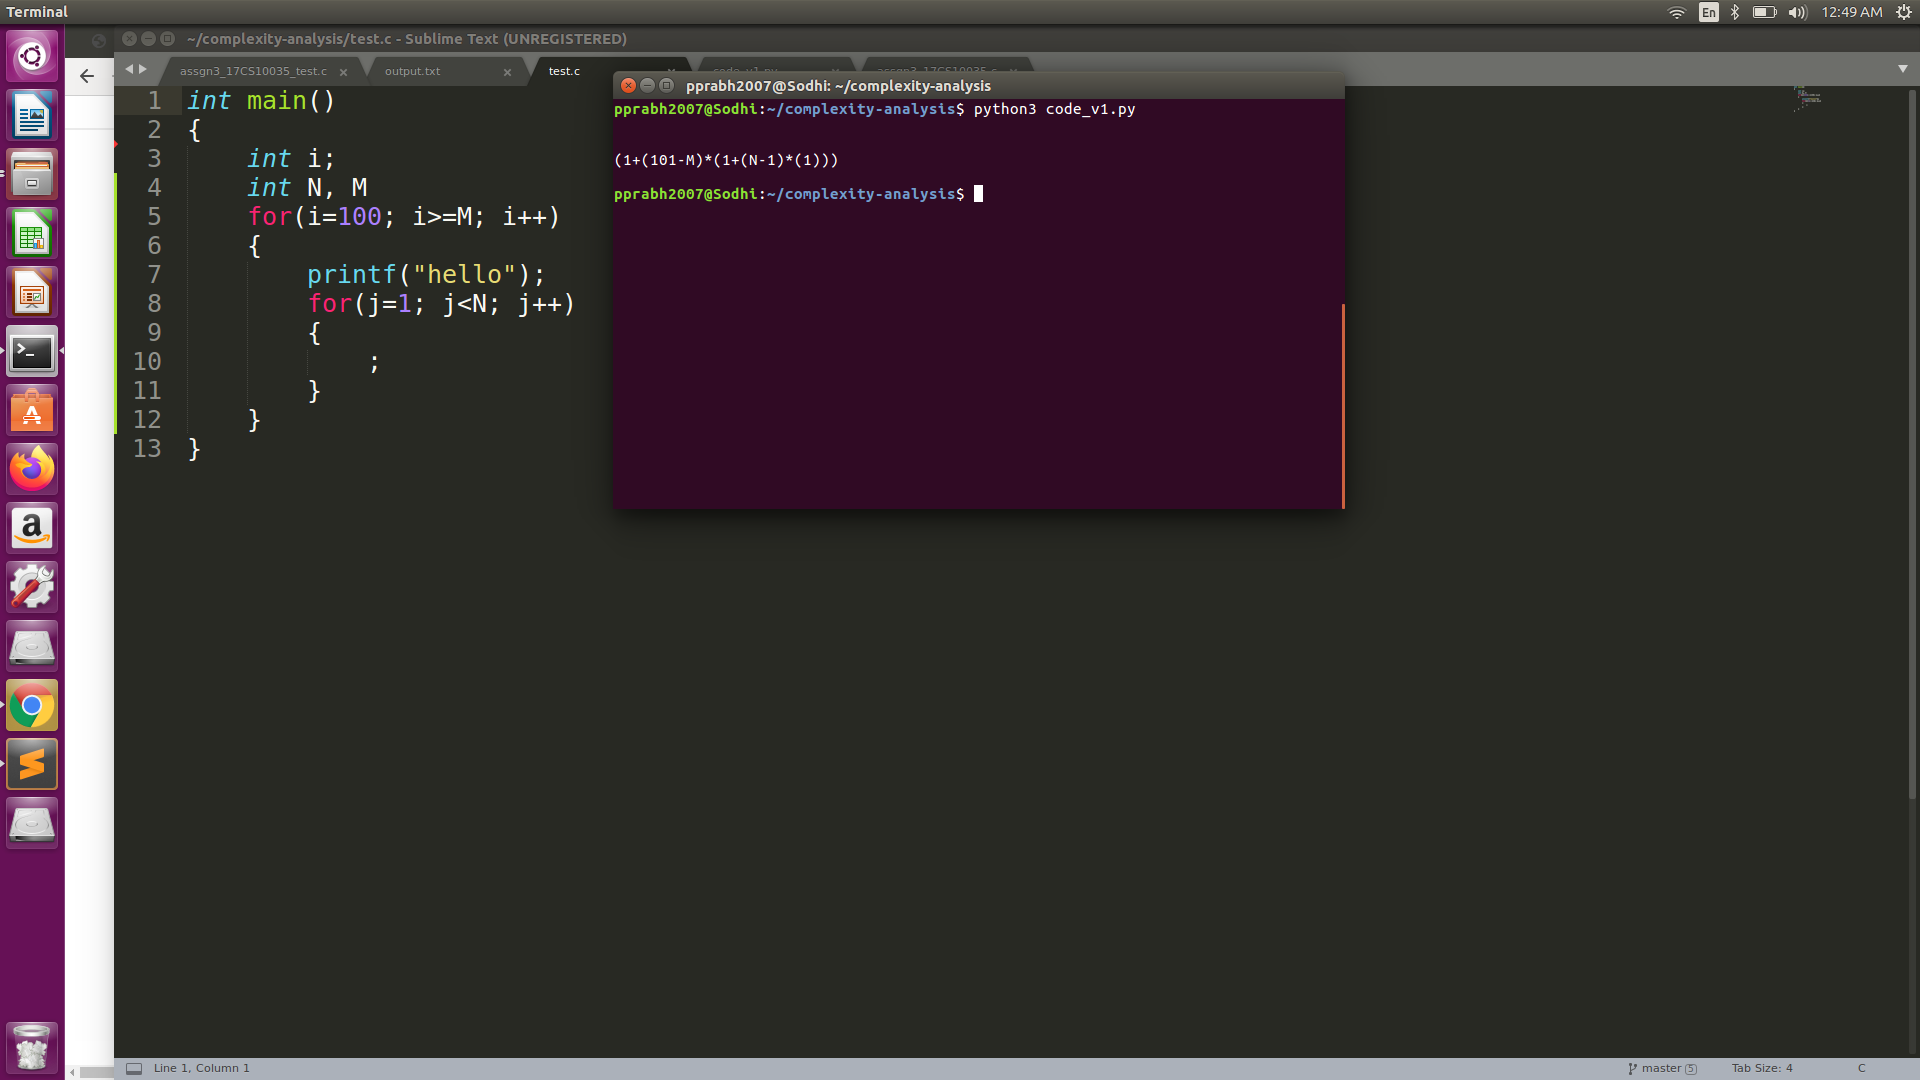 Terminal
En
12:49 AM
~/complexity-analysis/test.c - Sublime Text (UNREGISTERED)
assgn3_17CS10035_test.c
output.txt
test.c
code_v1.py
assgn3_17CS10035.c
1 int main()
2 {
3 int i;
4 int N, M
5 for(i=100; i>=M; i++)
6 {
7 printf("hello");
8 for(j=1; j<N; j++)
9 {
10 ;
11 }
12 }
13 }
pprabh2007@Sodhi: ~/complexity-analysis
pprabh2007@Sodhi:~/complexity-analysis$ python3 code_v1.py
(1+(101-M)*(1+(N-1)*(1)))
pprabh2007@Sodhi:~/complexity-analysis$
Line 1, Column 1
master 5
Tab Size: 4
C